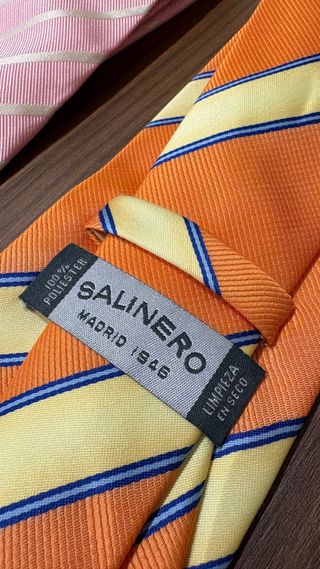 100%
POLIESTER
SALINERO
MADRID 1946
LIMPIEZA
EN SECO